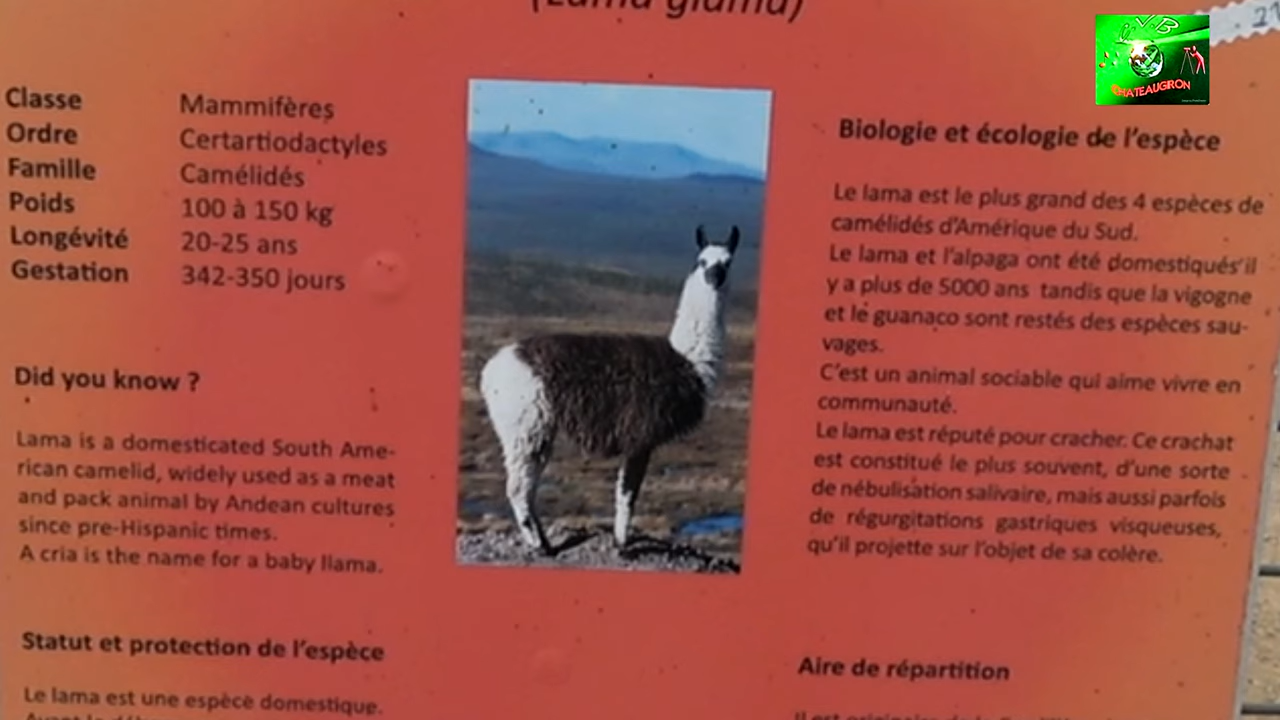 (Lama glama)
Classe Mammifères
Ordre Certartiodactyles
Famille Camélidés
Poids 100 à 150 kg
Longévité 20-25 ans
Gestation 342-350 jours
Did you know ?
Lama is a domesticated South Ame-
rican camelid, widely used as a meat
and pack animal by Andean cultures
since pre-Hispanic times.
A cria is the name for a baby llama.
Statut et protection de l'espèce
Le lama est une espèce domestique.
Biologie et écologie de l'espèce
Le lama est le plus grand des 4 espèces de
camélidés d'Amérique du Sud.
Le lama et l'alpaga ont été domestiqués il
y a plus de 5000 ans tandis que la vigogne
et le guanaco sont restés des espèces sau-
vages.
C'est un animal sociable qui aime vivre en
communauté.
Le lama est réputé pour cracher. Ce crachat
est constitué le plus souvent, d'une sorte
de nébulisation salivaire, mais aussi parfois
de régurgitations gastriques visqueuses,
qu'il projette sur l'objet de sa colère.
Aire de répartition
CHATEAUGIRON